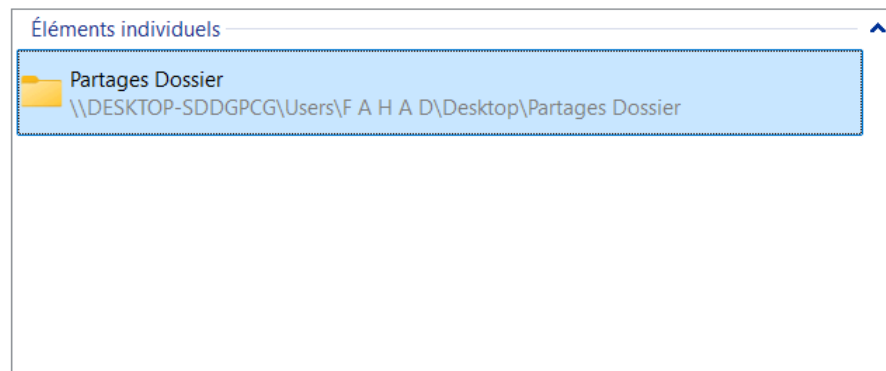 Éléments individuels
Partages Dossier
\\DESKTOP-SDDGPCG\Users\F A H A D\Desktop\Partages Dossier